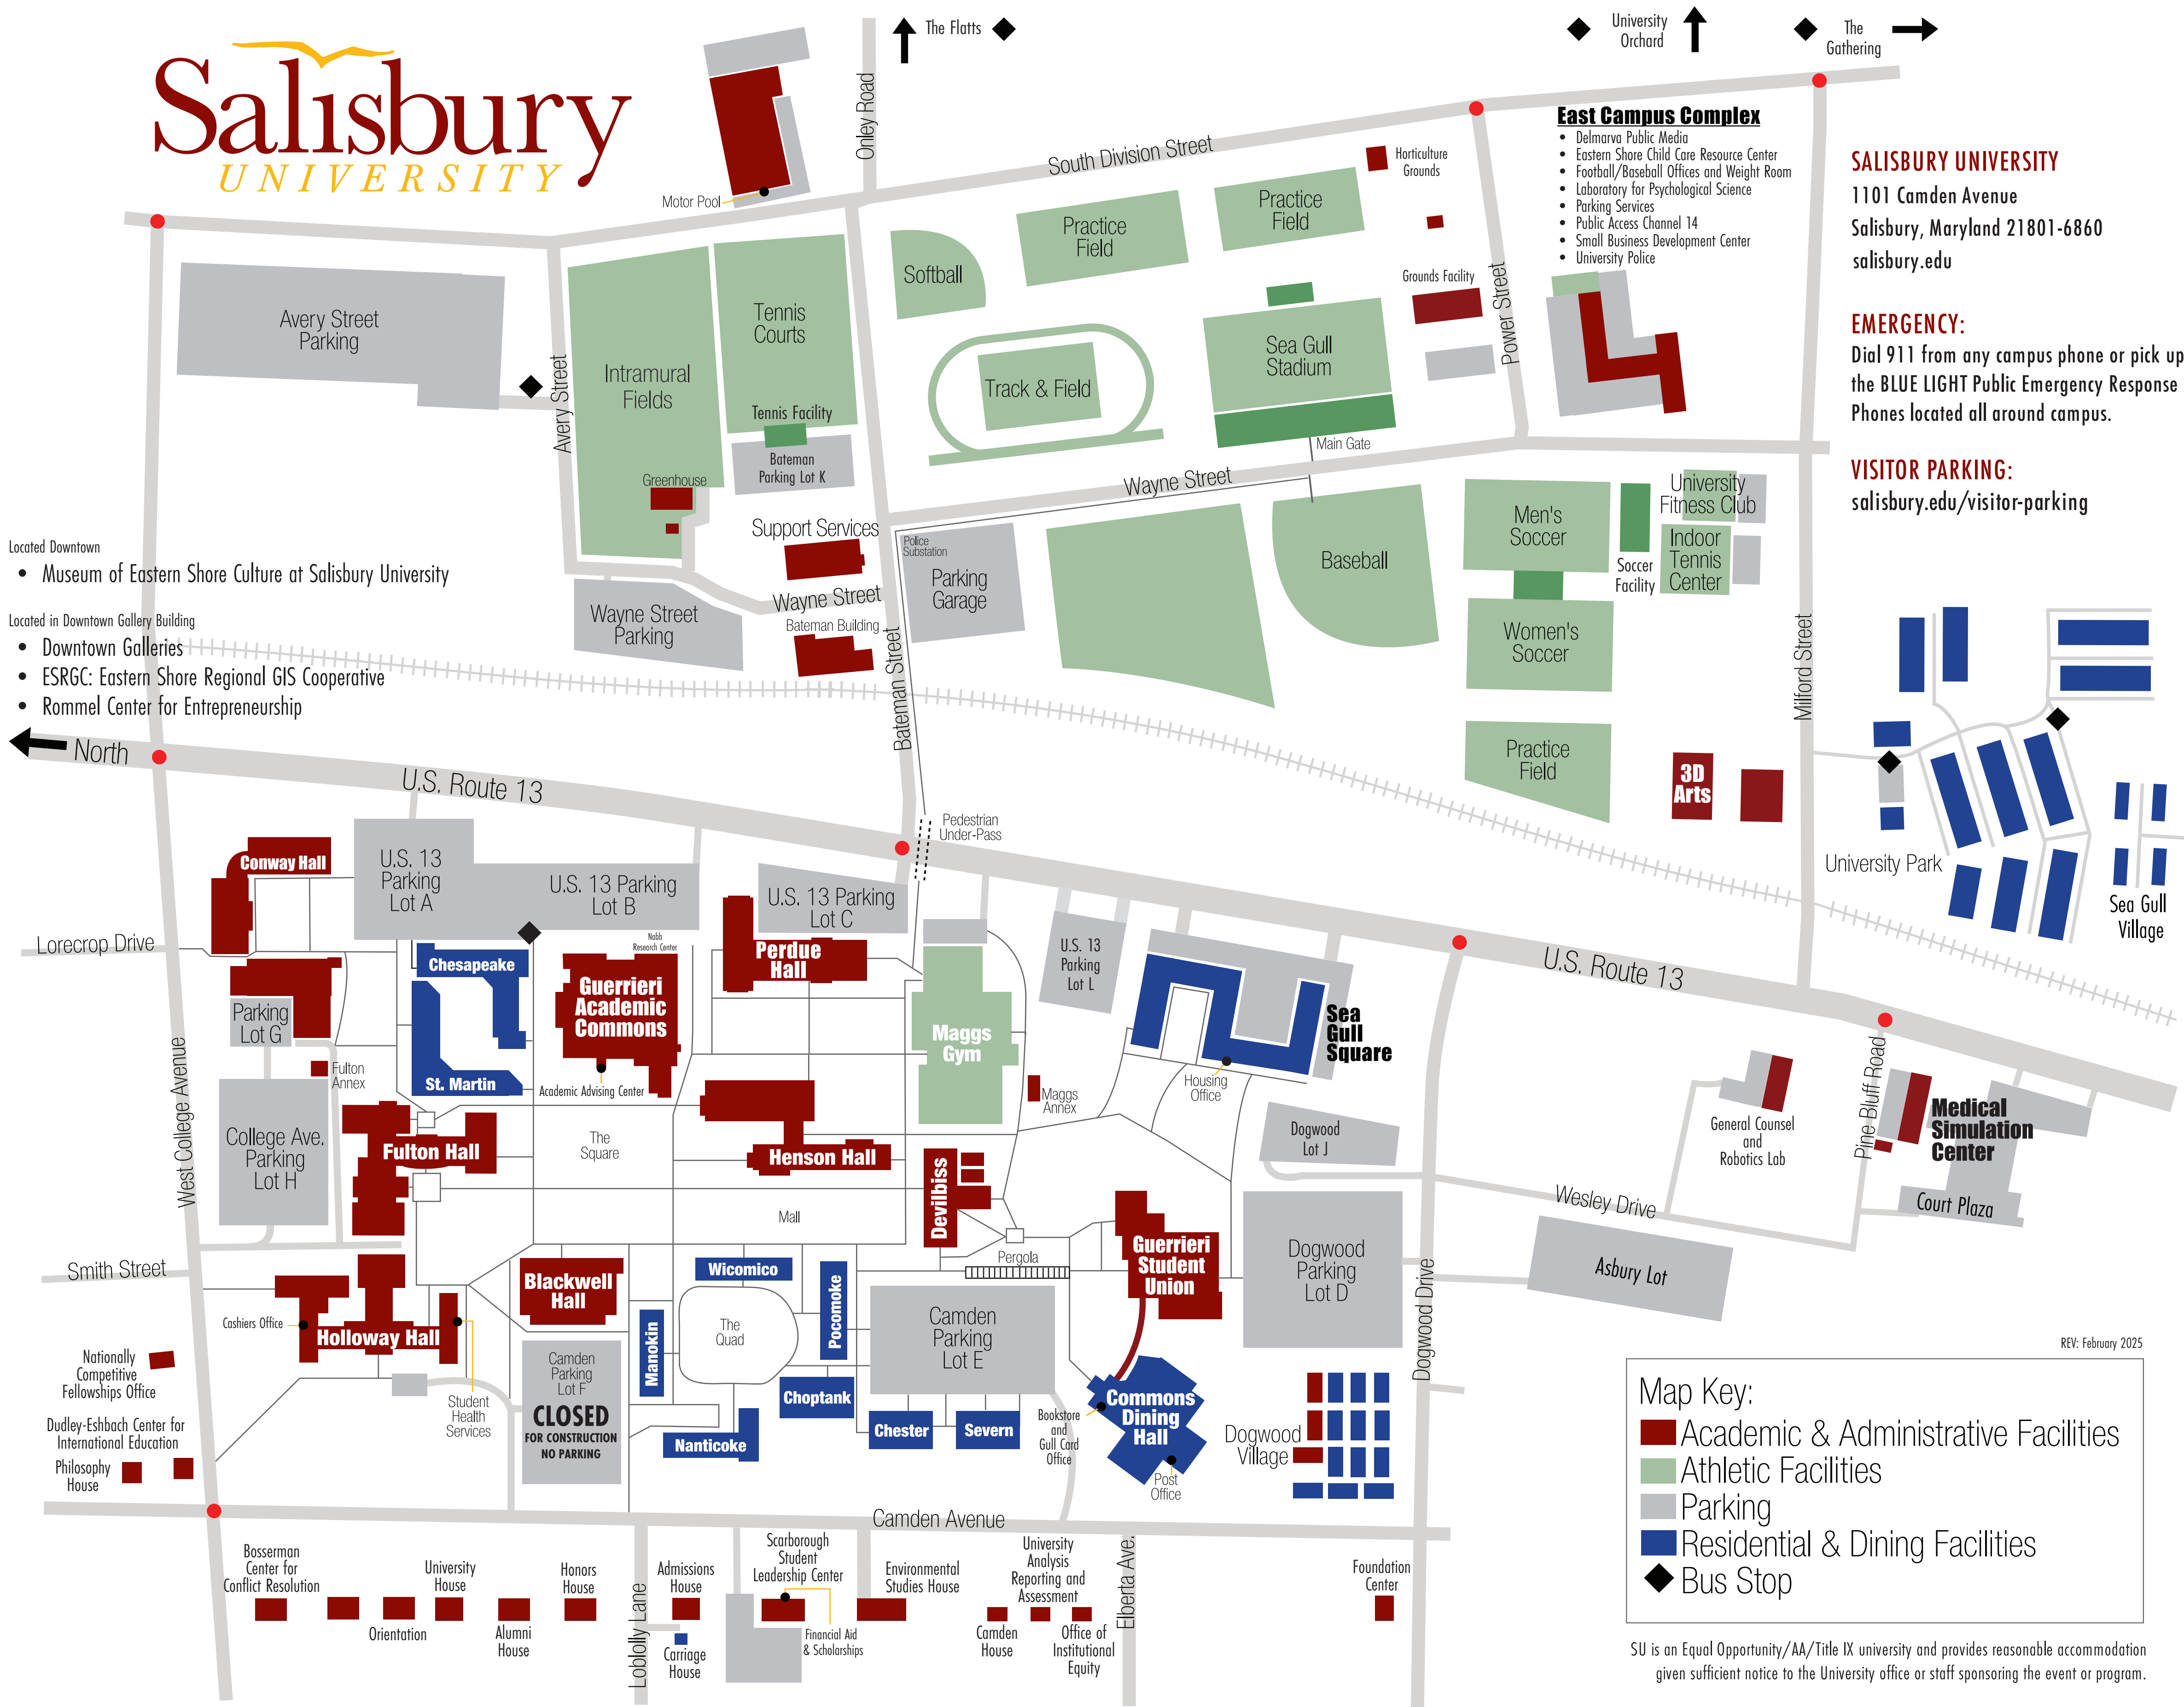 Salisbury
UNIVERSITY
The Flatts
University
Orchard
The
Gathering
Onley Road
Motor Pool
South Division Street
Horticulture
Grounds
East Campus Complex
• Delmarva Public Media
• Eastern Shore Child Care Resource Center
• Football/Baseball Offices and Weight Room
• Laboratory for Psychological Science
• Parking Services
• Public Access Channel 14
• Small Business Development Center
• University Police
SALISBURY UNIVERSITY
1101 Camden Avenue
Salisbury, Maryland 21801-6860
salisbury.edu
EMERGENCY:
Dial 911 from any campus phone or pick up
the BLUE LIGHT Public Emergency Response
Phones located all around campus.
VISITOR PARKING:
salisbury.edu/visitor-parking
Practice
Field
Practice
Field
Softball
Grounds Facility
Power Street
Avery Street
Parking
Avery Street
Intramural
Fields
Tennis
Courts
Tennis Facility
Bateman
Parking Lot K
Track & Field
Sea Gull
Stadium
Main Gate
Greenhouse
Wayne Street
Support Services
Police
Substation
Parking
Garage
Baseball
Men's
Soccer
University
Fitness Club
Indoor
Tennis
Center
Soccer
Facility
Women's
Soccer
Located Downtown
• Museum of Eastern Shore Culture at Salisbury University
Located in Downtown Gallery Building
• Downtown Galleries
• ESRGC: Eastern Shore Regional GIS Cooperative
• Rommel Center for Entrepreneurship
Wayne Street
Parking
Wayne Street
Bateman Building
Bateman Street
Milford Street
North
U.S. Route 13
Practice
Field
3D
Arts
University Park
Sea Gull
Village
Pedestrian
Under-Pass
Conway Hall
U.S. 13
Parking
Lot A
U.S. 13 Parking
Lot B
U.S. 13 Parking
Lot C
Lorecrop Drive
Nabb
Research Center
Chesapeake
Guerrieri
Academic
Commons
Perdue
Hall
U.S. 13
Parking
Lot L
U.S. Route 13
Parking
Lot G
Maggs
Gym
Sea
Gull
Square
West College Avenue
Fulton
Annex
St. Martin
Academic Advising Center
Maggs
Annex
Housing
Office
Pine Bluff Road
General Counsel
and
Robotics Lab
Medical
Simulation
Center
College Ave.
Parking
Lot H
Fulton Hall
The
Square
Henson Hall
Dogwood
Lot J
Devilbiss
Wesley Drive
Court Plaza
Mall
Smith Street
Blackwell
Hall
Wicomico
Pergola
Guerrieri
Student
Union
Dogwood
Parking
Lot D
Asbury Lot
Dogwood Drive
Cashiers Office
Holloway Hall
Manokin
The
Quad
Pocomoke
Camden
Parking
Lot E
Nationally
Competitive
Fellowships Office
Student
Health
Services
Camden
Parking
Lot F
CLOSED
FOR CONSTRUCTION
NO PARKING
Choptank
Nanticoke
Chester
Severn
Bookstore
and
Gull Card
Office
Commons
Dining
Hall
Post
Office
Dogwood
Village
Dudley-Eshbach Center for
International Education
Philosophy
House
REV: February 2025
Map Key:
Academic & Administrative Facilities
Athletic Facilities
Parking
Residential & Dining Facilities
Bus Stop
Camden Avenue
Bosserman
Center for
Conflict Resolution
Orientation
University
House
Alumni
House
Honors
House
Loblolly Lane
Admissions
House
Carriage
House
Scarborough
Student
Leadership Center
Financial Aid
& Scholarships
Environmental
Studies House
Camden
House
University
Analysis
Reporting and
Assessment
Office of
Institutional
Equity
Elberta Ave.
Foundation
Center
SU is an Equal Opportunity/AA/Title IX university and provides reasonable accommodation
given sufficient notice to the University office or staff sponsoring the event or program.